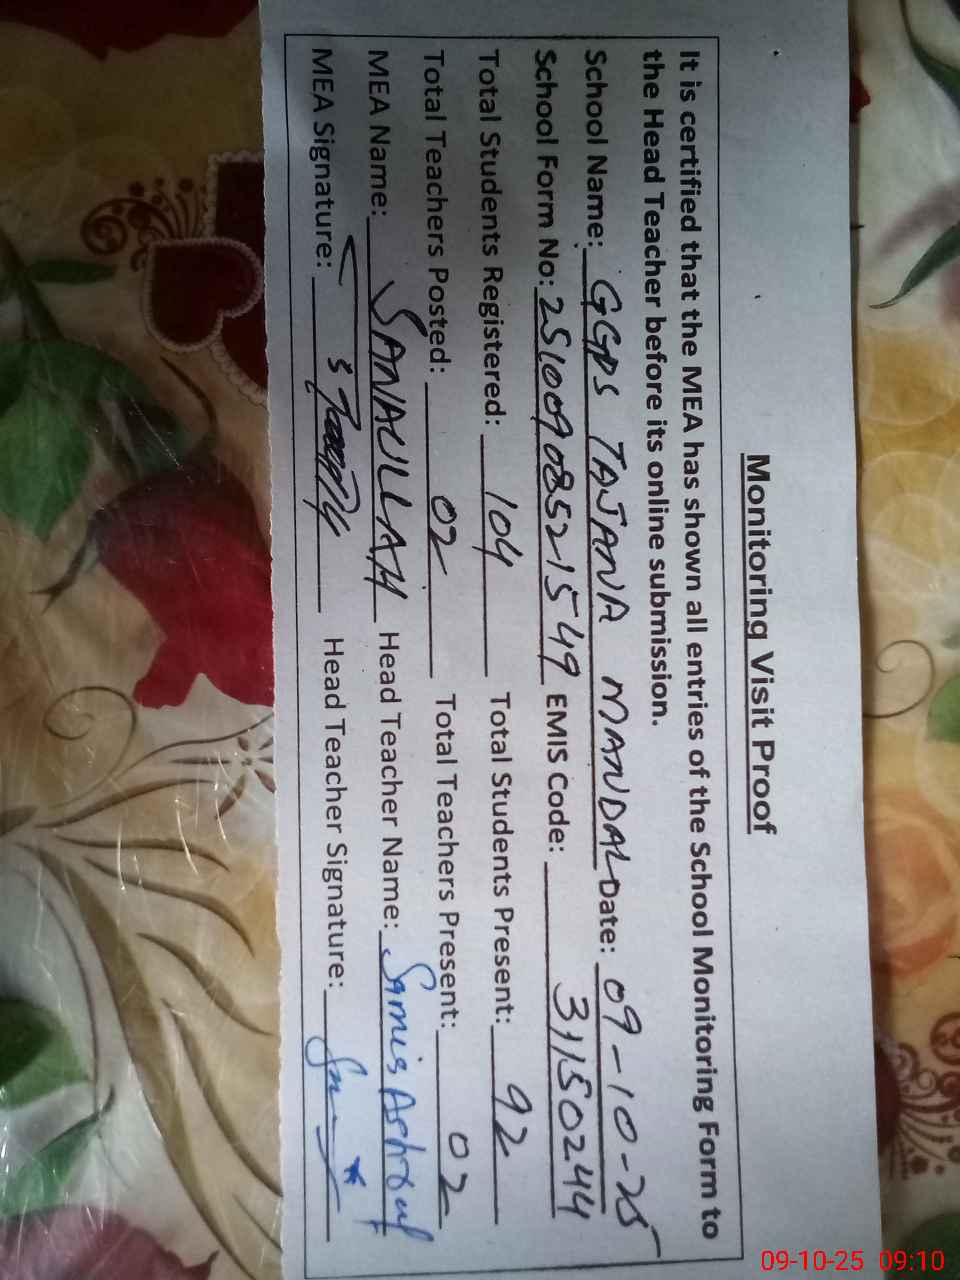 Monitoring Visit Proof
It is certified that the MEA has shown all entries of the School Monitoring Form to
the Head Teacher before its online submission.
School Name: GGPS TAJANA MANDAL Date: 09-10-25
School Form No: 25100908521549 EMIS Code: 31150244
Total Students Registered: 104 Total Students Present: 92
Total Teachers Posted: 02 Total Teachers Present: 02
MEA Name: SANAULLAH Head Teacher Name: Samis Ashraf
MEA Signature: Head Teacher Signature:
09-10-25 09:10